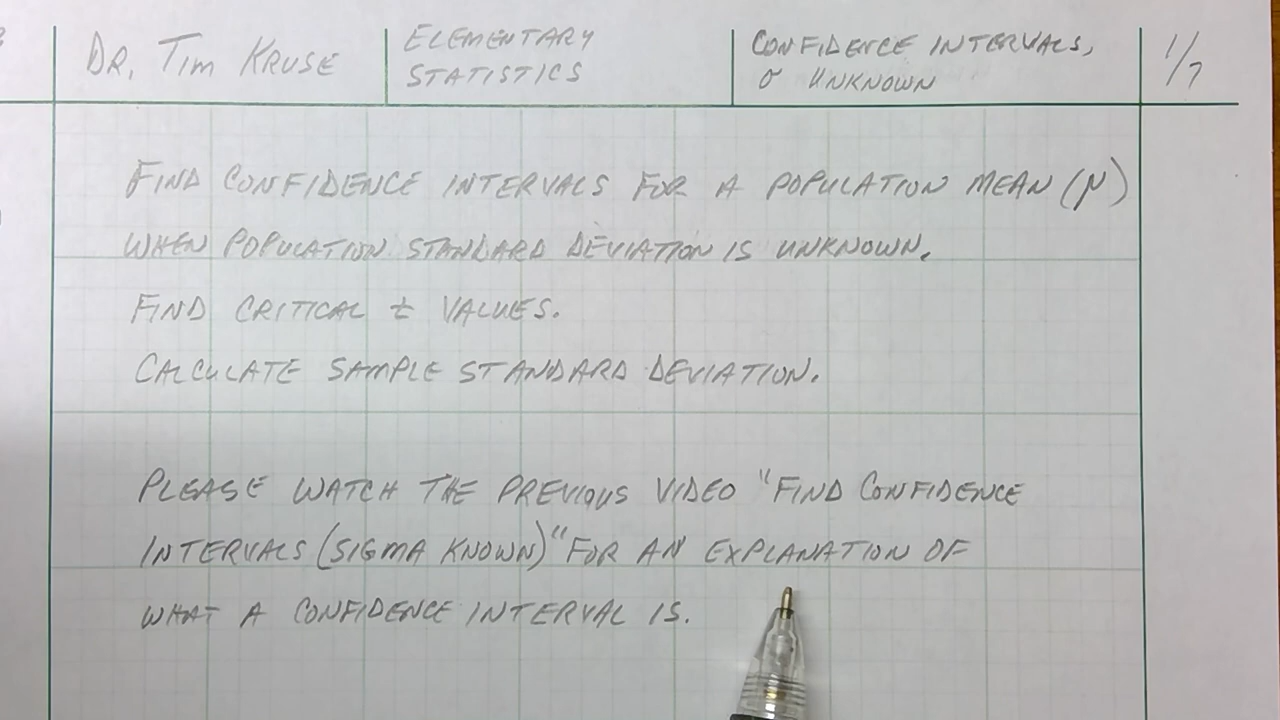 DR. TIM KRUSE
ELEMENTARY
STATISTICS
CONFIDENCE INTERVALS,
σ UNKNOWN
1/7
FIND CONFIDENCE INTERVALS FOR A POPULATION MEAN (μ)
WHEN POPULATION STANDARD DEVIATION IS UNKNOWN.
FIND CRITICAL t VALUES.
CALCULATE SAMPLE STANDARD DEVIATION.
PLEASE WATCH THE PREVIOUS VIDEO "FIND CONFIDENCE
INTERVALS (SIGMA KNOWN)" FOR AN EXPLANATION OF
WHAT A CONFIDENCE INTERVAL IS.